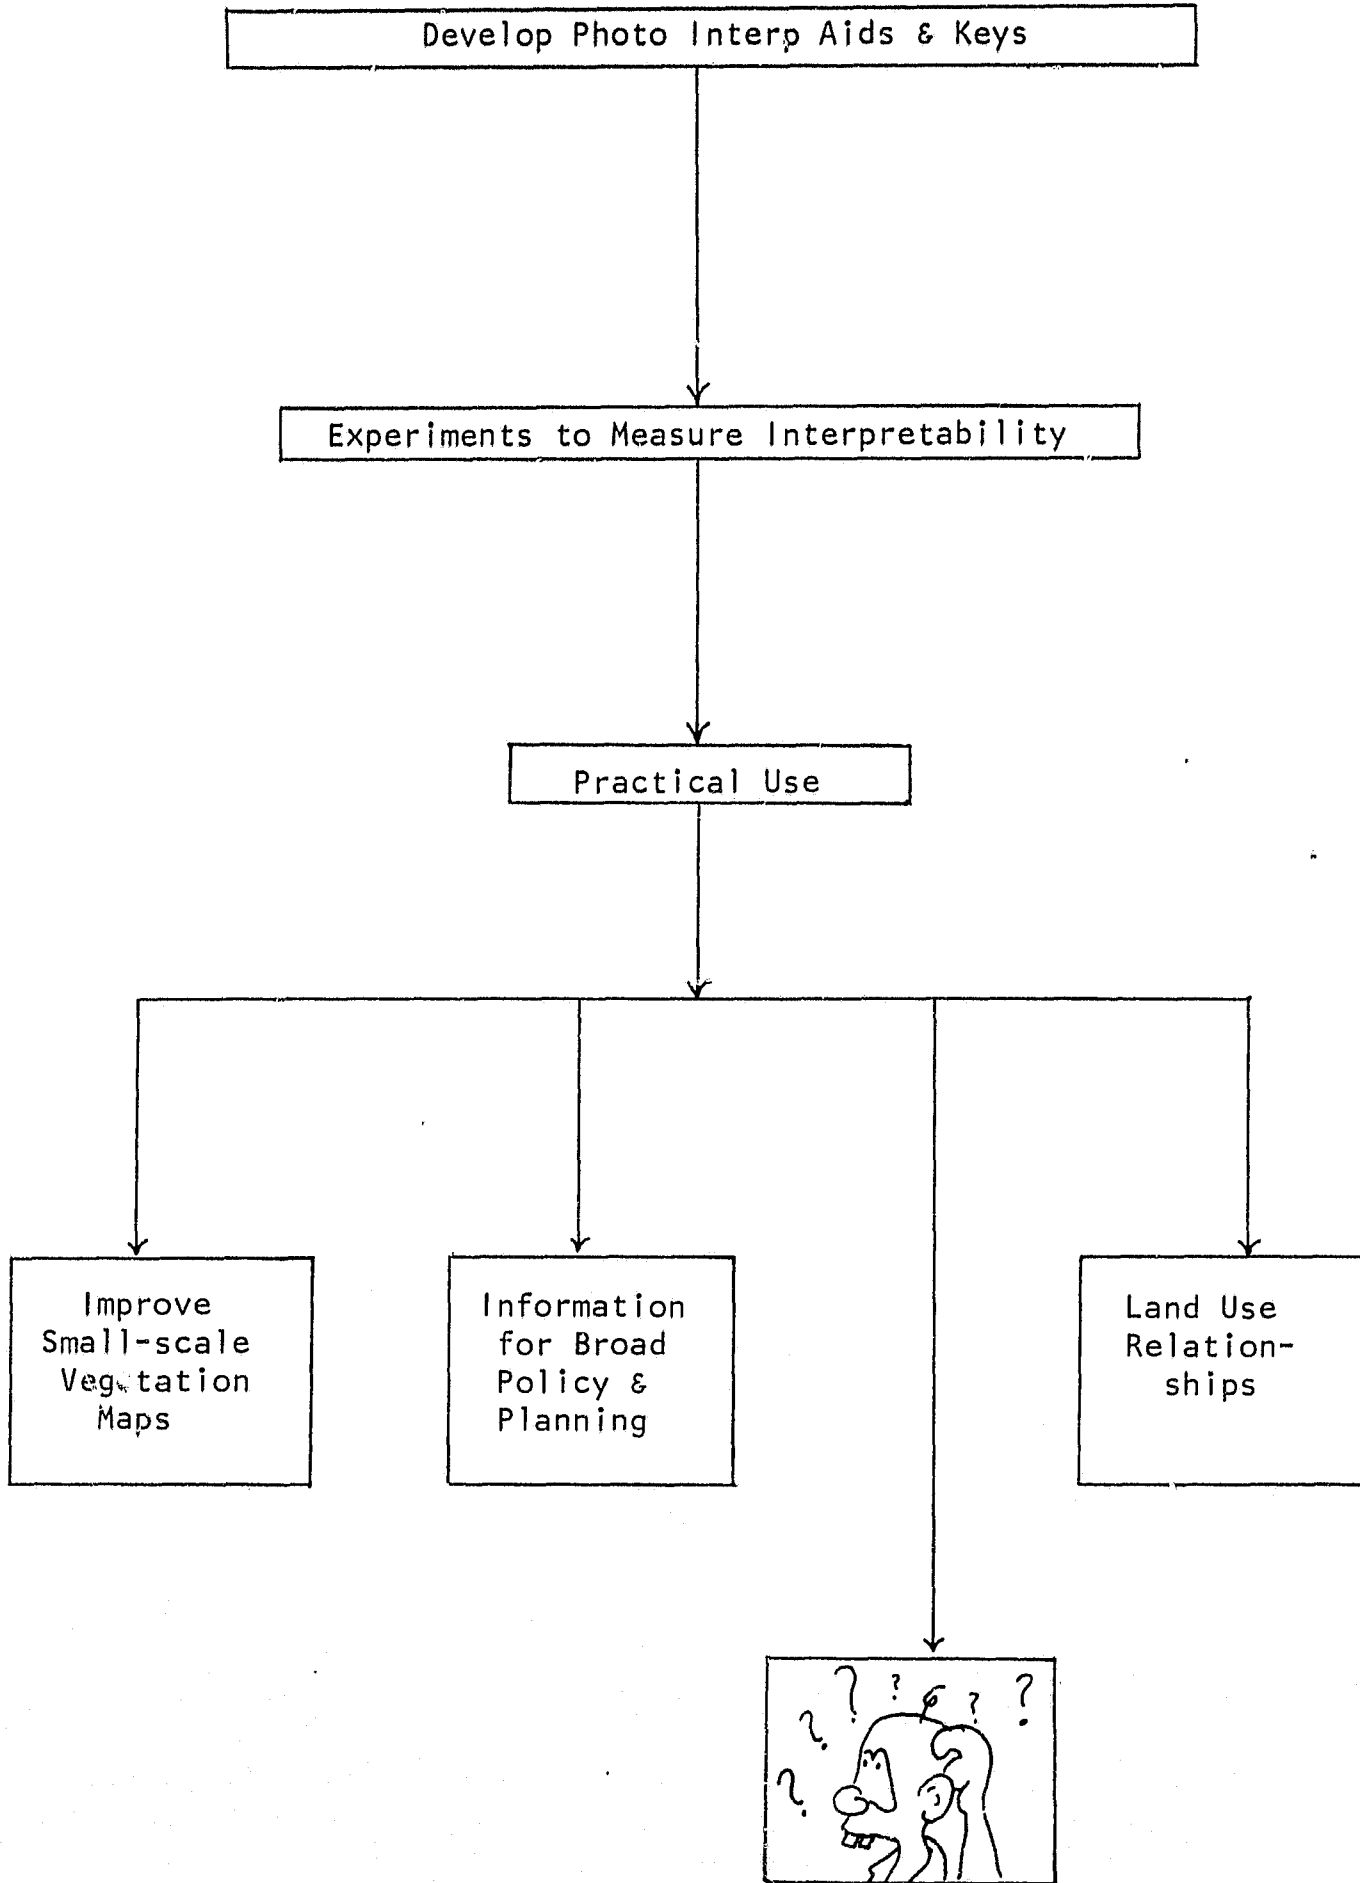 Develop Photo Interp Aids & Keys
Experiments to Measure Interpretability
Practical Use
Improve
Small-scale
Vegetation
Maps
Information
for Broad
Policy &
Planning
Land Use
Relation-
ships
? ? ? ?
?
?